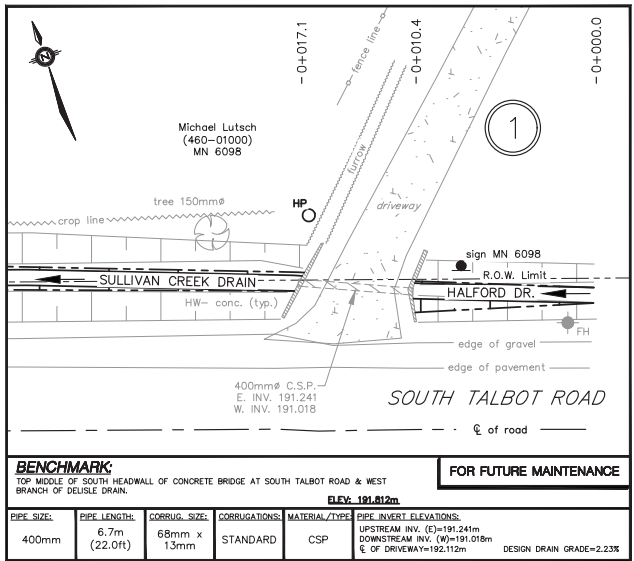 - 0+017.1
- 0+010.4
- 0+000.0
N
fence line
1
Michael Lutsch
(460-01000)
MN 6098
furrow
tree 150mmø
HP
driveway
crop line
sign MN 6098
R.O.W. Limit
SULLIVAN CREEK DRAIN
HALFORD DR.
HW- conc. (typ.)
FH
edge of gravel
edge of pavement
400mmø C.S.P.
E. INV. 191.241
W. INV. 191.018
SOUTH TALBOT ROAD
℄ of road
BENCHMARK:
TOP MIDDLE OF SOUTH HEADWALL OF CONCRETE BRIDGE AT SOUTH TALBOT ROAD & WEST
BRANCH OF DELISLE DRAIN.
ELEV: 191.812m
FOR FUTURE MAINTENANCE
PIPE SIZE:
400mm
PIPE LENGTH:
6.7m
(22.0ft)
CORRUG. SIZE:
68mm x
13mm
CORRUGATIONS:
STANDARD
MATERIAL/TYPE:
CSP
PIPE INVERT ELEVATIONS:
UPSTREAM INV. (E)=191.241m
DOWNSTREAM INV. (W)=191.018m
℄ OF DRIVEWAY=192.112m
DESIGN DRAIN GRADE=2.23%